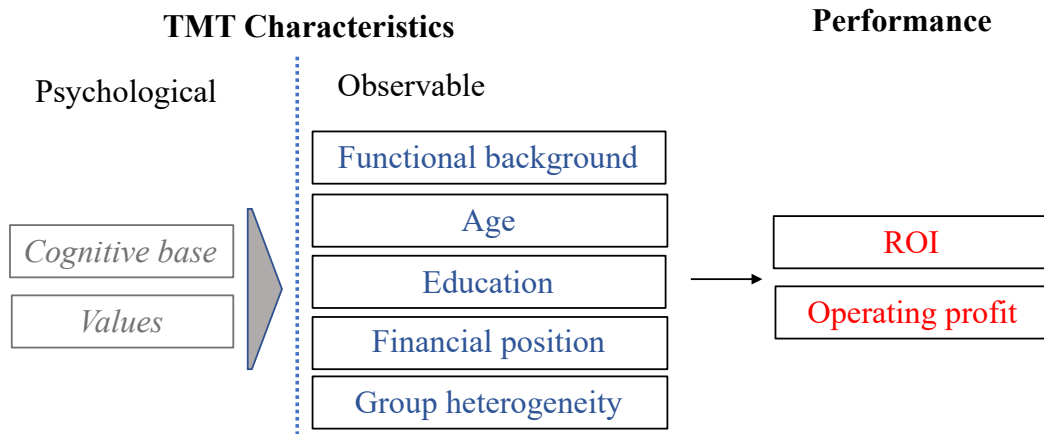 TMT Characteristics
Performance
Psychological
Observable
Functional background
Age
Cognitive base
ROI
Education
Values
Operating profit
Financial position
Group heterogeneity